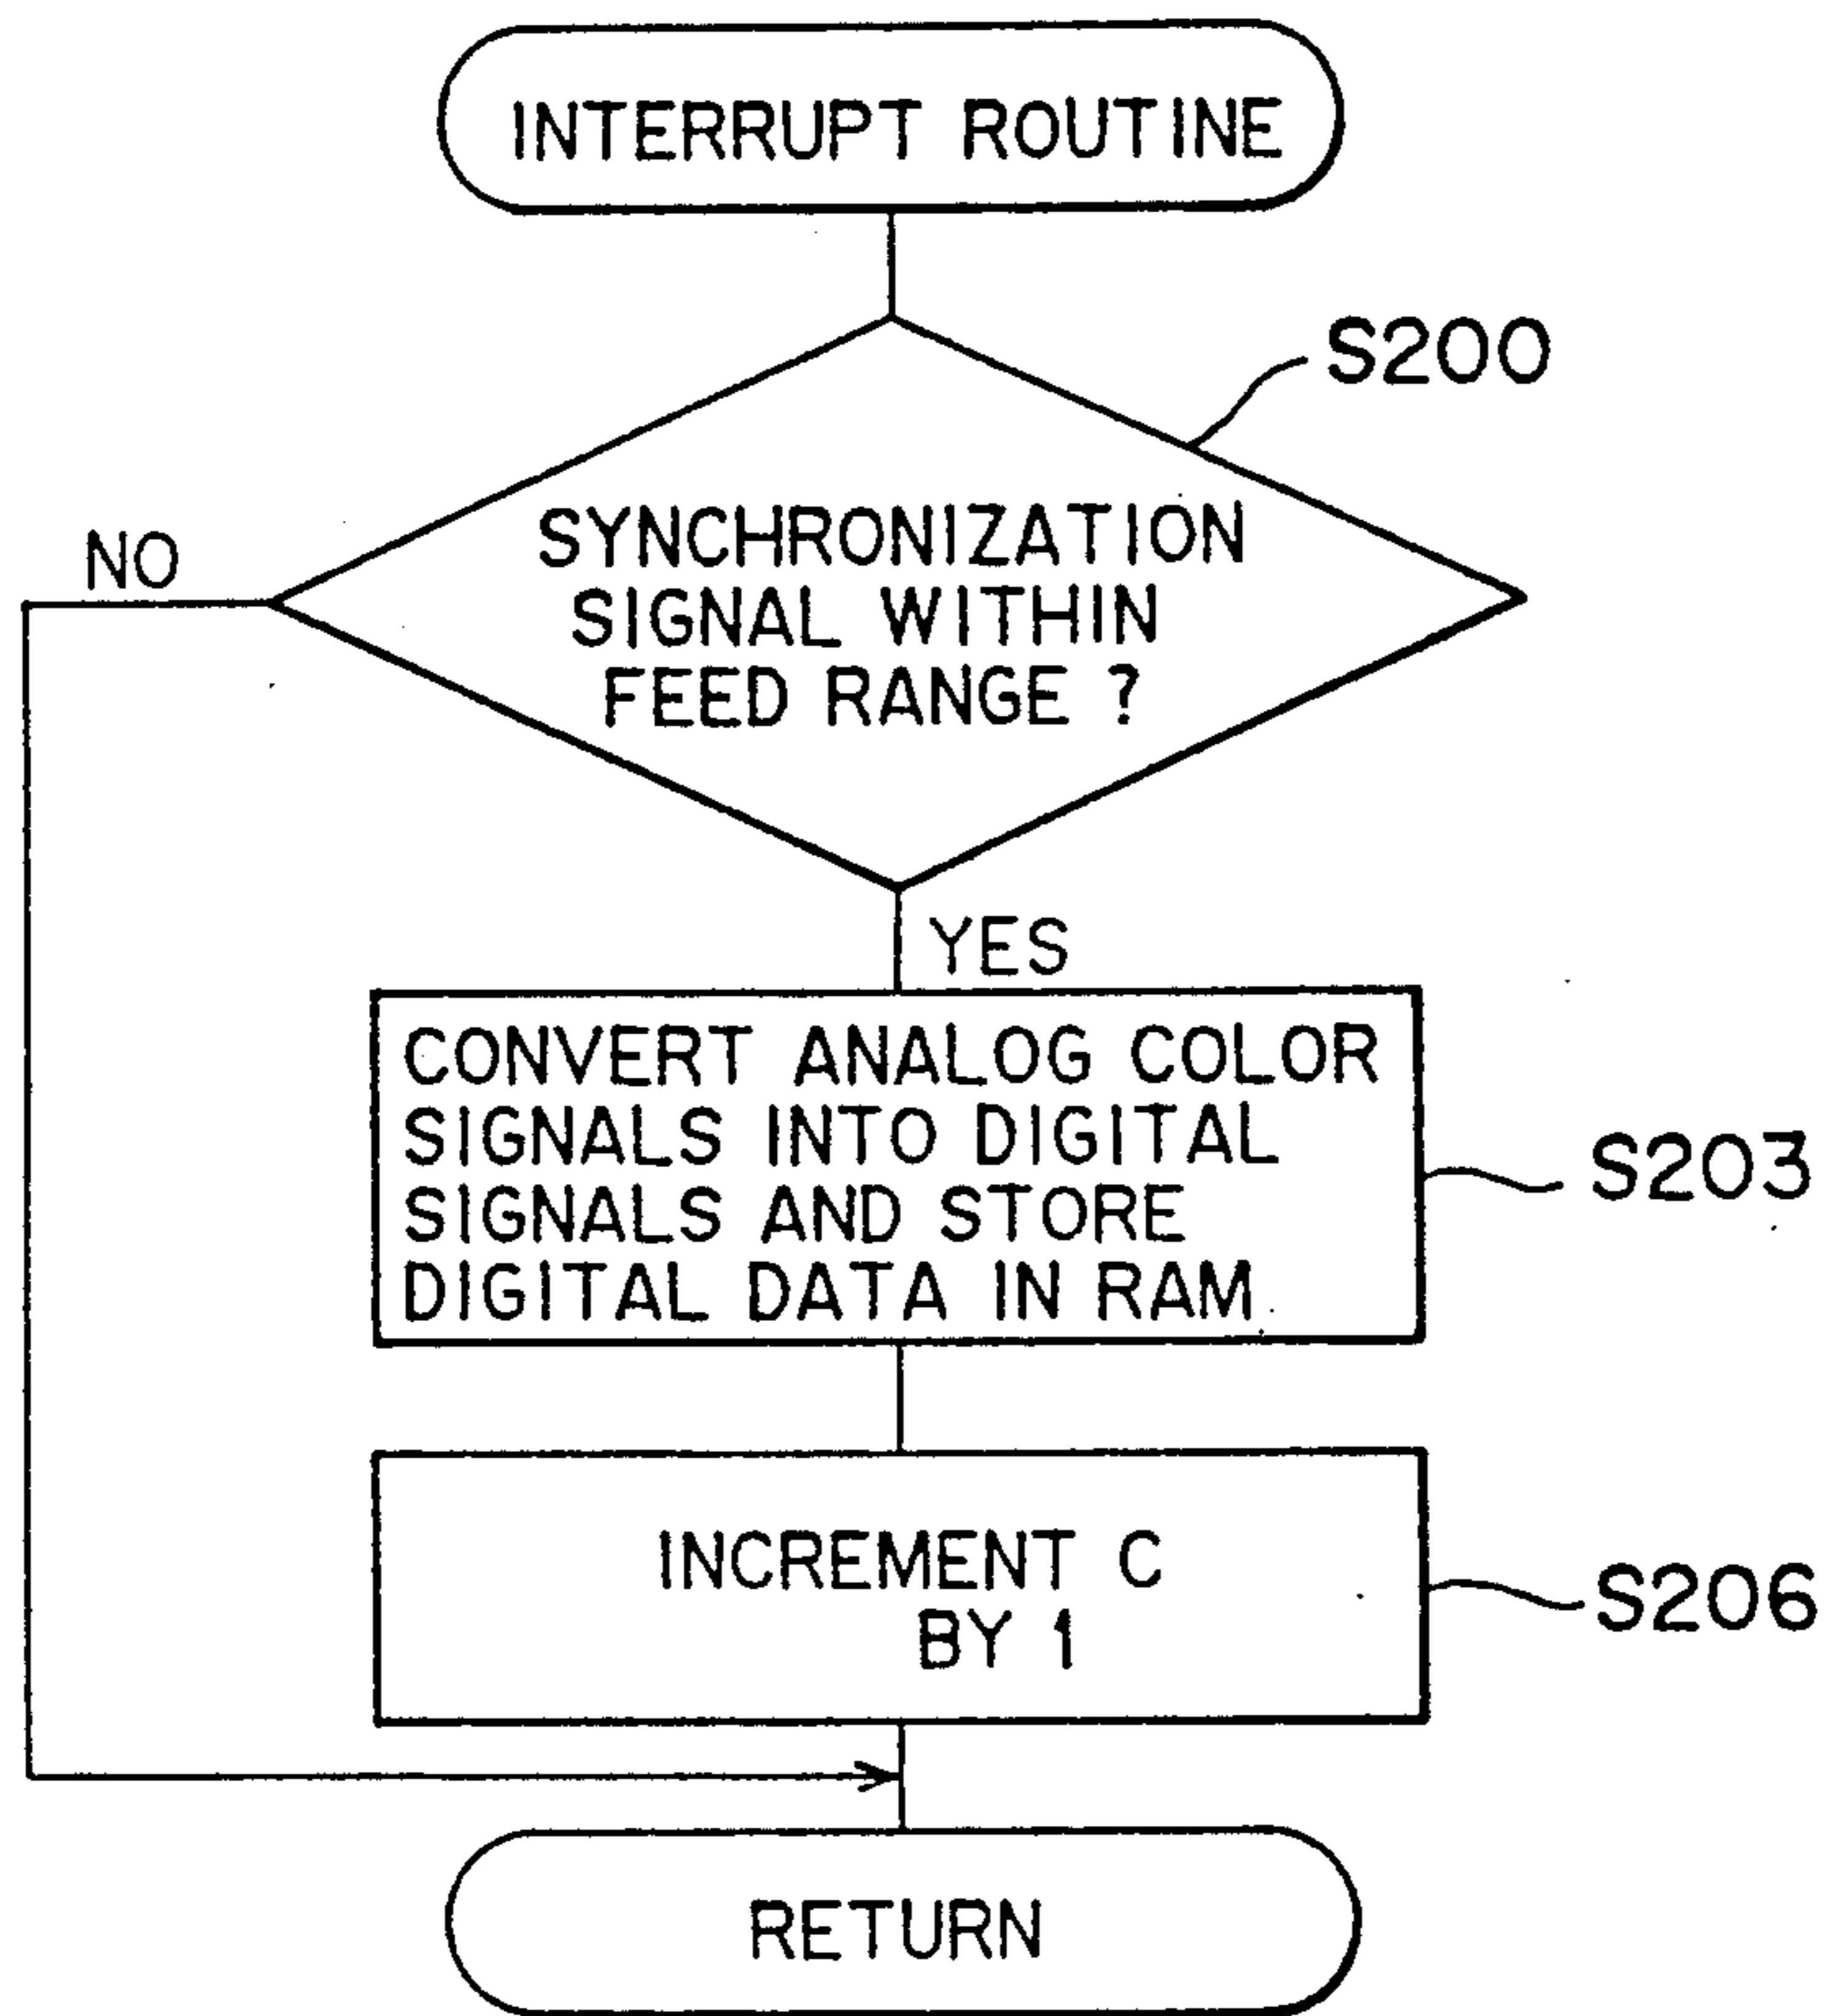 INTERRUPT ROUTINE
S200
SYNCHRONIZATION
SIGNAL WITHIN
FEED RANGE ?
NO
YES
CONVERT ANALOG COLOR
SIGNALS INTO DIGITAL
SIGNALS AND STORE
DIGITAL DATA IN RAM
S203
INCREMENT C
BY 1
S206
RETURN